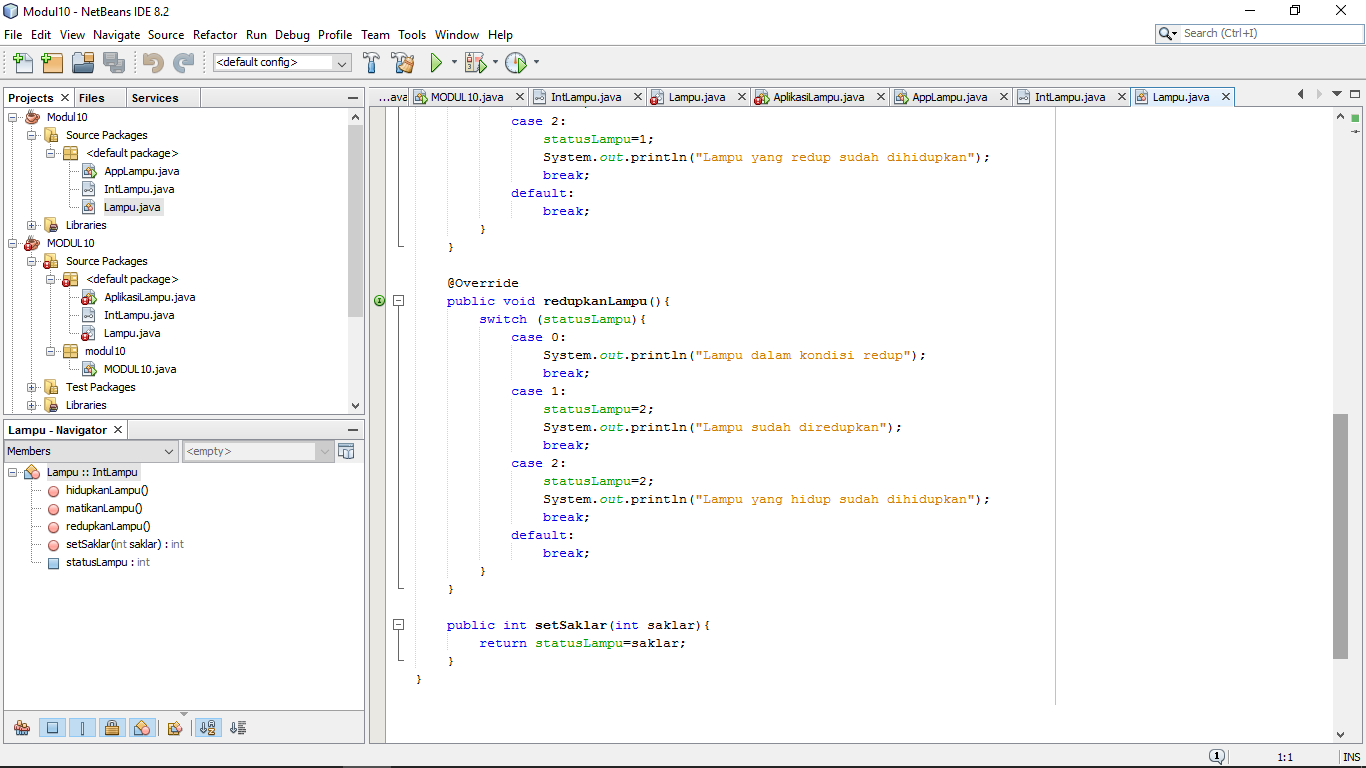 Modul10 - NetBeans IDE 8.2
File Edit View Navigate Source Refactor Run Debug Profile Team Tools Window Help
Search (Ctrl+I)
<default config>
Projects Files Services
Modul10
Source Packages
<default package>
AppLampu.java
IntLampu.java
Lampu.java
Libraries
MODUL10
Source Packages
<default package>
AplikasiLampu.java
IntLampu.java
Lampu.java
modul10
MODUL10.java
Test Packages
Libraries
Lampu - Navigator
Members
<empty>
Lampu :: IntLampu
hidupkanLampu()
matikanLampu()
redupkanLampu()
setSaklar(int saklar) : int
statusLampu : int
...ava MODUL10.java IntLampu.java Lampu.java AplikasiLampu.java AppLampu.java IntLampu.java Lampu.java
case 2:
statusLampu=1;
System.out.println("Lampu yang redup sudah dihidupkan");
break;
default:
break;
}
}
@Override
public void redupkanLampu(){
switch (statusLampu){
case 0:
System.out.println("Lampu dalam kondisi redup");
break;
case 1:
statusLampu=2;
System.out.println("Lampu sudah diredupkan");
break;
case 2:
statusLampu=2;
System.out.println("Lampu yang hidup sudah dihidupkan");
break;
default:
break;
}
}
public int setSaklar(int saklar){
return statusLampu=saklar;
}
}
1 1:1 INS